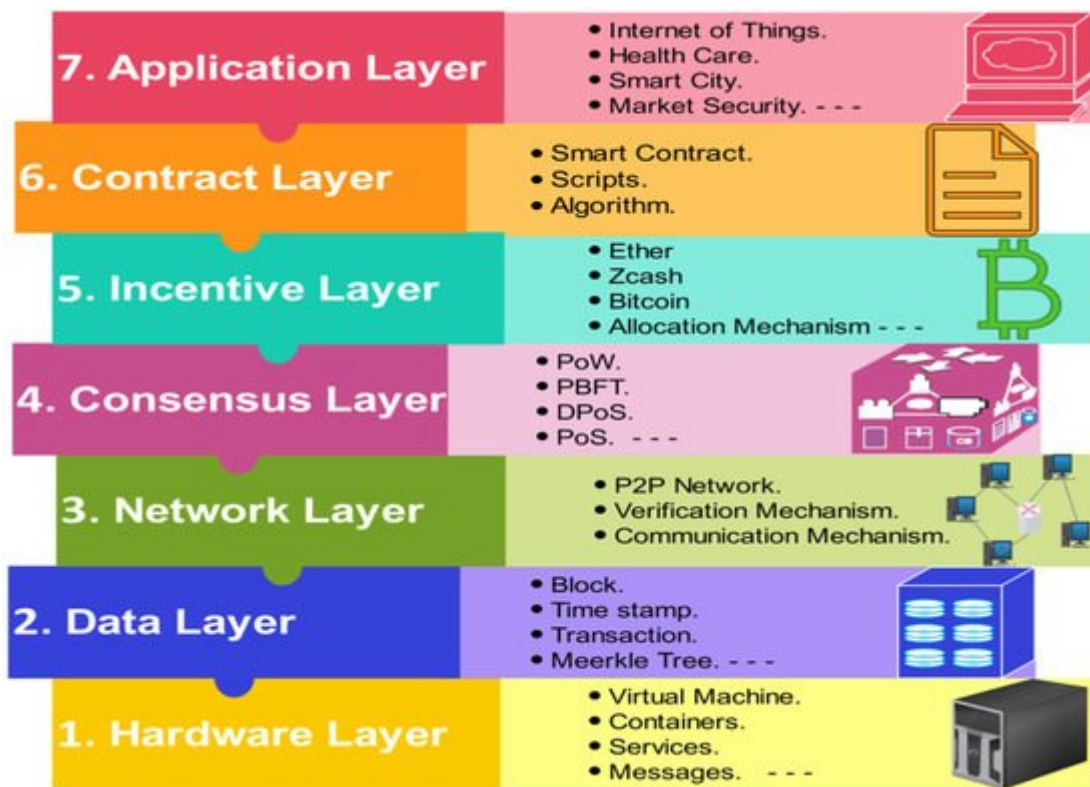 7. Application Layer
• Internet of Things.
• Health Care.
• Smart City.
• Market Security. - - -
6. Contract Layer
• Smart Contract.
• Scripts.
• Algorithm.
5. Incentive Layer
• Ether
• Zcash
• Bitcoin
• Allocation Mechanism - - -
4. Consensus Layer
• PoW.
• PBFT.
• DPoS.
• PoS. - - -
3. Network Layer
• P2P Network.
• Verification Mechanism.
• Communication Mechanism.
2. Data Layer
• Block.
• Time stamp.
• Transaction.
• Meerkle Tree. - - -
1. Hardware Layer
• Virtual Machine.
• Containers.
• Services.
• Messages. - - -